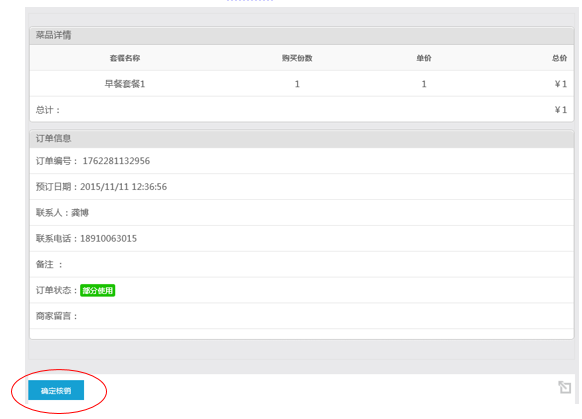 菜品详情
套餐名称 购买份数 单价 总价
早餐套餐1 1 1 ¥1
总计： ¥1
订单信息
订单编号： 1762281132956
预订日期：2015/11/11 12:36:56
联系人：龚博
联系电话：18910063015
备注 ：
订单状态：部分使用
商家留言：
确定核销